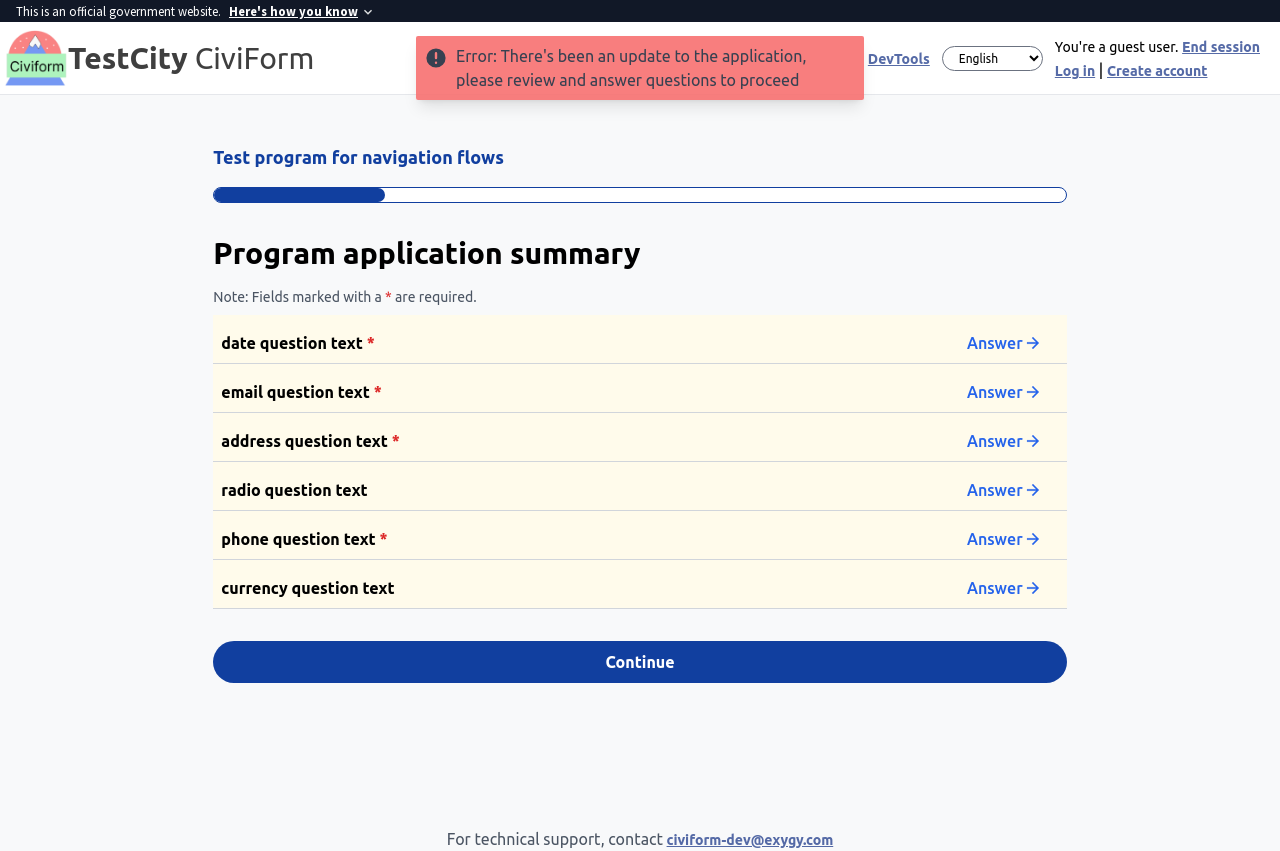 This is an official government website. Here's how you know
Civiform
TestCity CiviForm
Error: There's been an update to the application,
please review and answer questions to proceed
DevTools
English
You're a guest user. End session
Log in | Create account
Test program for navigation flows
Program application summary
Note: Fields marked with a * are required.
date question text * Answer
email question text * Answer
address question text * Answer
radio question text Answer
phone question text * Answer
currency question text Answer
Continue
For technical support, contact civiform-dev@exygy.com